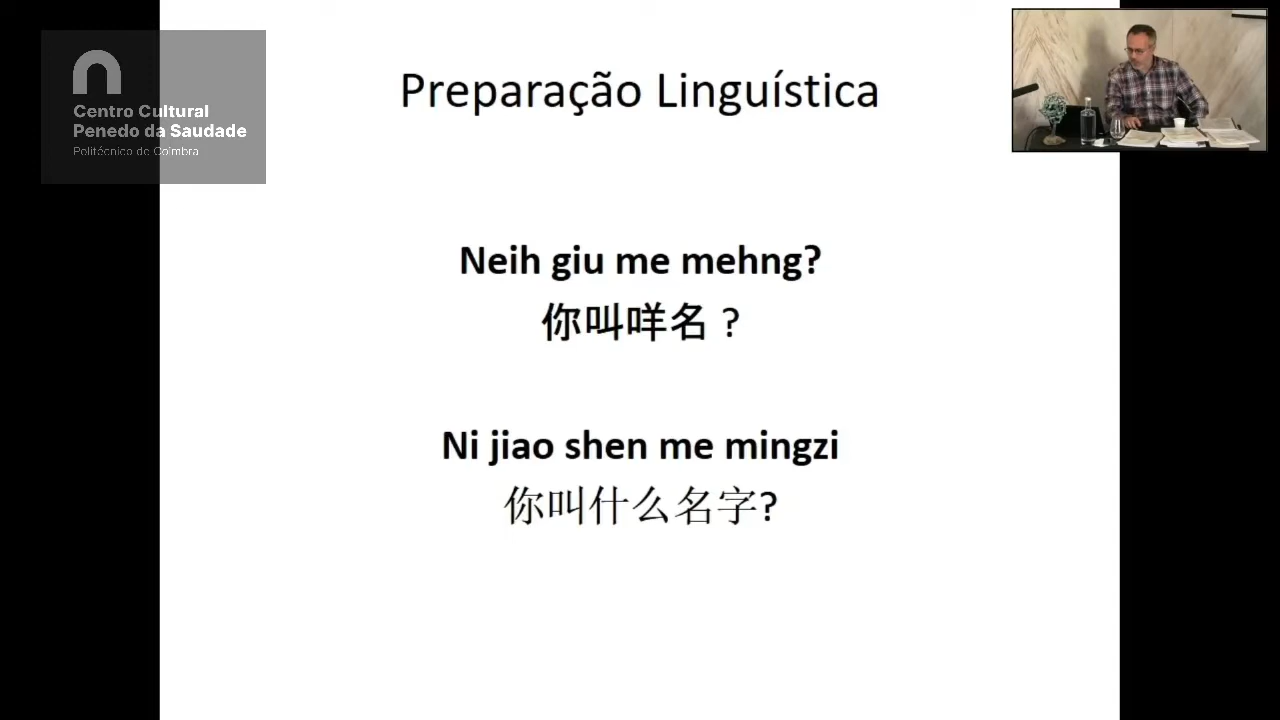 Centro Cultural
Penedo da Saudade
Politécnico de Coimbra
Preparação Linguística
Neih giu me mehng?
你叫咩名？
Ni jiao shen me mingzi
你叫什么名字?